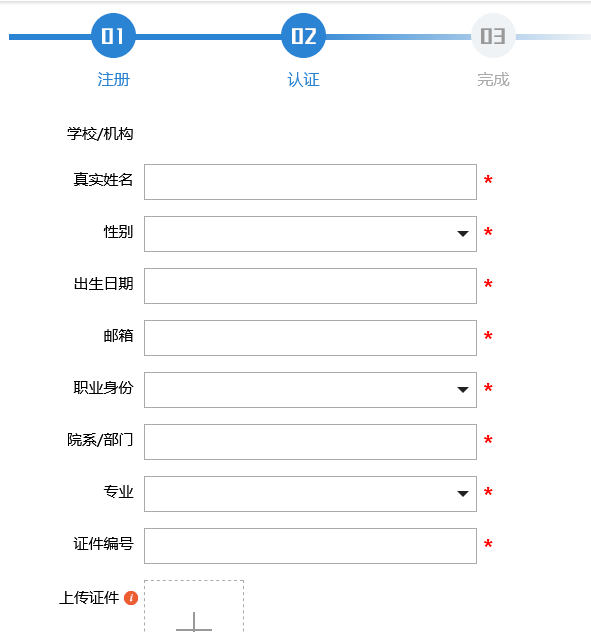 01 02 03
注册 认证 完成
学校/机构
真实姓名 *
性别 *
出生日期 *
邮箱 *
职业身份 *
院系/部门 *
专业 *
证件编号 *
上传证件 i